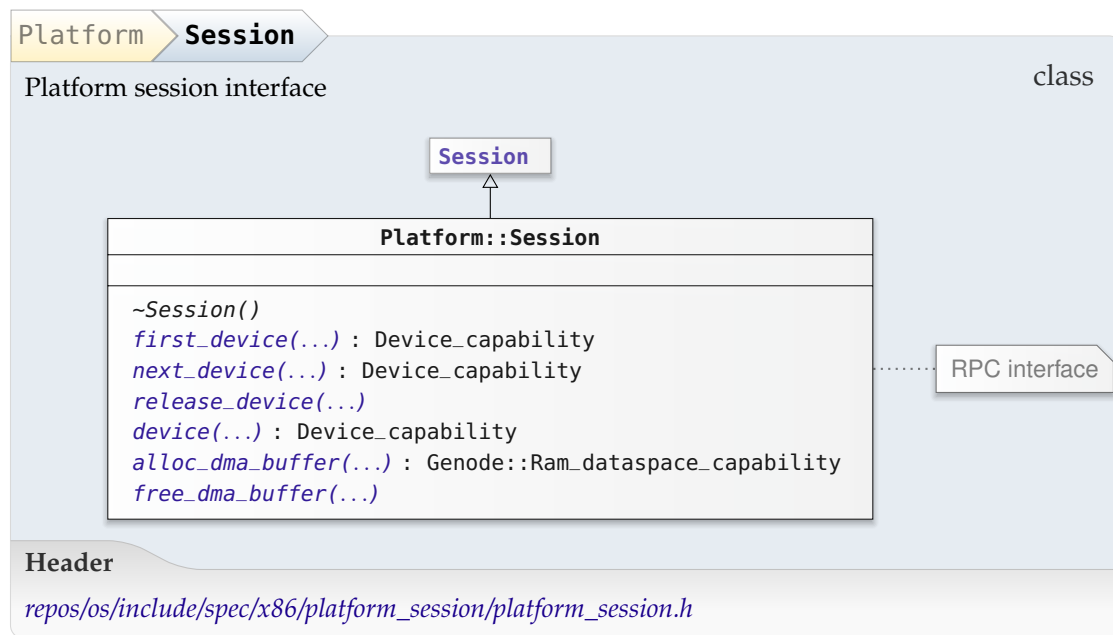 Platform Session
Platform session interface
class
Session
Platform::Session
~Session()
first_device(...) : Device_capability
next_device(...) : Device_capability
release_device(...)
device(...) : Device_capability
alloc_dma_buffer(...) : Genode::Ram_dataspace_capability
free_dma_buffer(...)
RPC interface
Header
repos/os/include/spec/x86/platform_session/platform_session.h